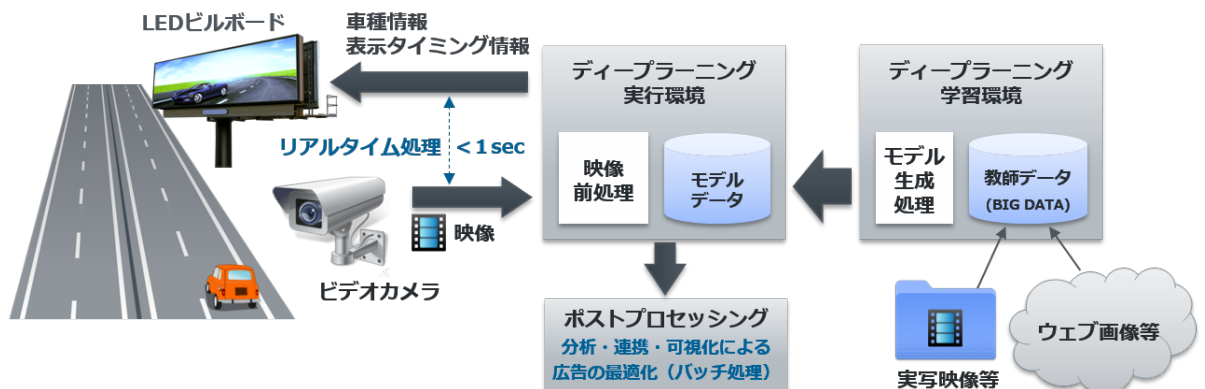 LEDビルボード
車種情報
表示タイミング情報
リアルタイム処理
<1sec
映像
ビデオカメラ
ディープラーニング
実行環境
映像
前処理
モデル
データ
ポストプロセッシング
分析・連携・可視化による
広告の最適化（バッチ処理）
ディープラーニング
学習環境
モデル
生成
処理
教師データ
(BIG DATA)
実写映像等
ウェブ画像等